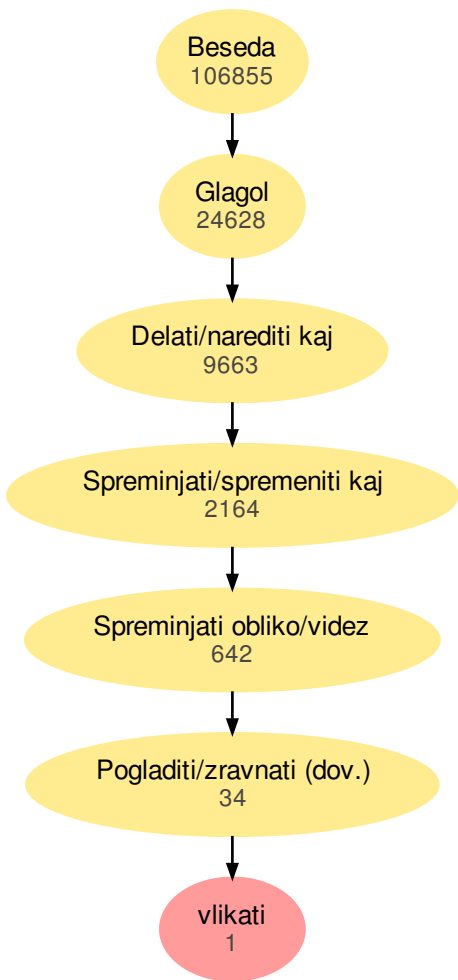 Beseda
106855
Glagol
24628
Delati/narediti kaj
9663
Spreminjati/spremeniti kaj
2164
Spreminjati obliko/videz
642
Pogladiti/zravnati (dov.)
34
vlikati
1